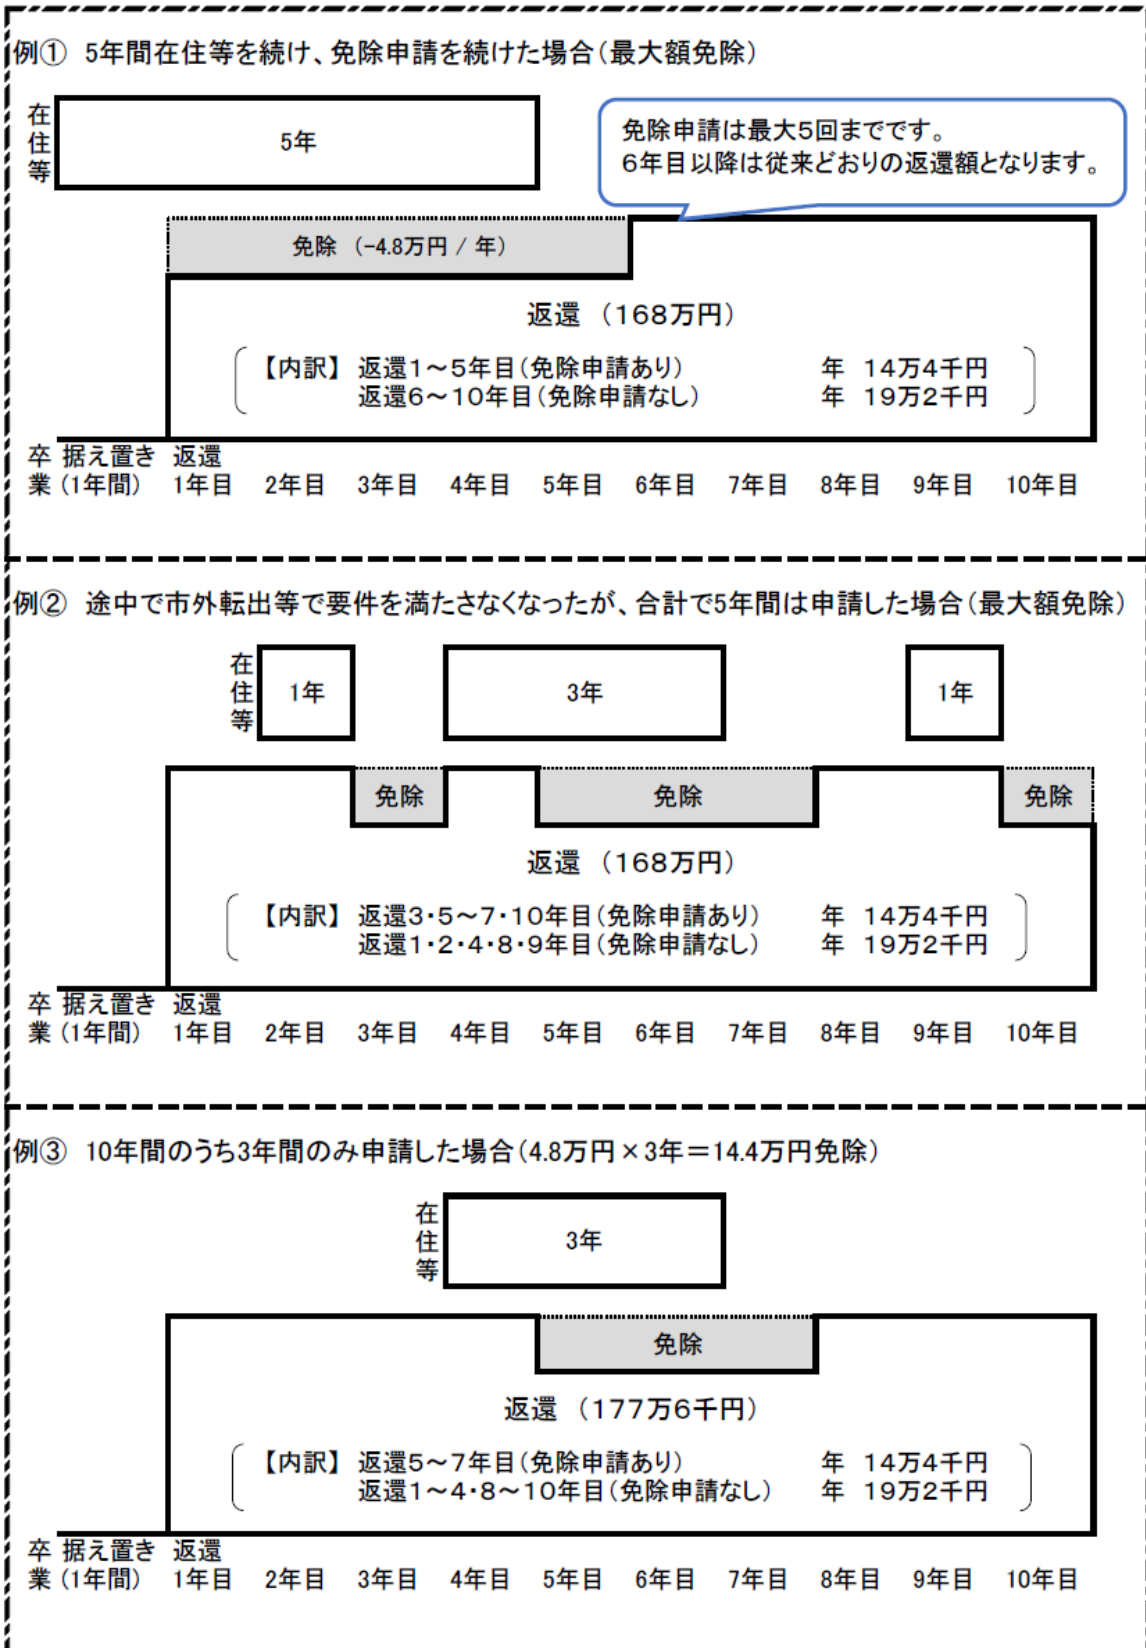 例① 5年間在住等を続け、免除申請を続けた場合(最大額免除)
在住等
5年
免除申請は最大5回までです。
6年目以降は従来どおりの返還額となります。
免除 (-4.8万円 / 年)
返還 (168万円)
【内訳】 返還1~5年目(免除申請あり) 年 14万4千円
返還6~10年目(免除申請なし) 年 19万2千円
卒業 据え置き(1年間) 返還
1年目 2年目 3年目 4年目 5年目 6年目 7年目 8年目 9年目 10年目
例② 途中で市外転出等で要件を満たさなくなったが、合計で5年間は申請した場合(最大額免除)
在住等
1年 3年 1年
免除 免除 免除
返還 (168万円)
【内訳】 返還3・5~7・10年目(免除申請あり) 年 14万4千円
返還1・2・4・8・9年目(免除申請なし) 年 19万2千円
卒業 据え置き(1年間) 返還
1年目 2年目 3年目 4年目 5年目 6年目 7年目 8年目 9年目 10年目
例③ 10年間のうち3年間のみ申請した場合(4.8万円×3年=14.4万円免除)
在住等
3年
免除
返還 (177万6千円)
【内訳】 返還5~7年目(免除申請あり) 年 14万4千円
返還1~4・8~10年目(免除申請なし) 年 19万2千円
卒業 据え置き(1年間) 返還
1年目 2年目 3年目 4年目 5年目 6年目 7年目 8年目 9年目 10年目